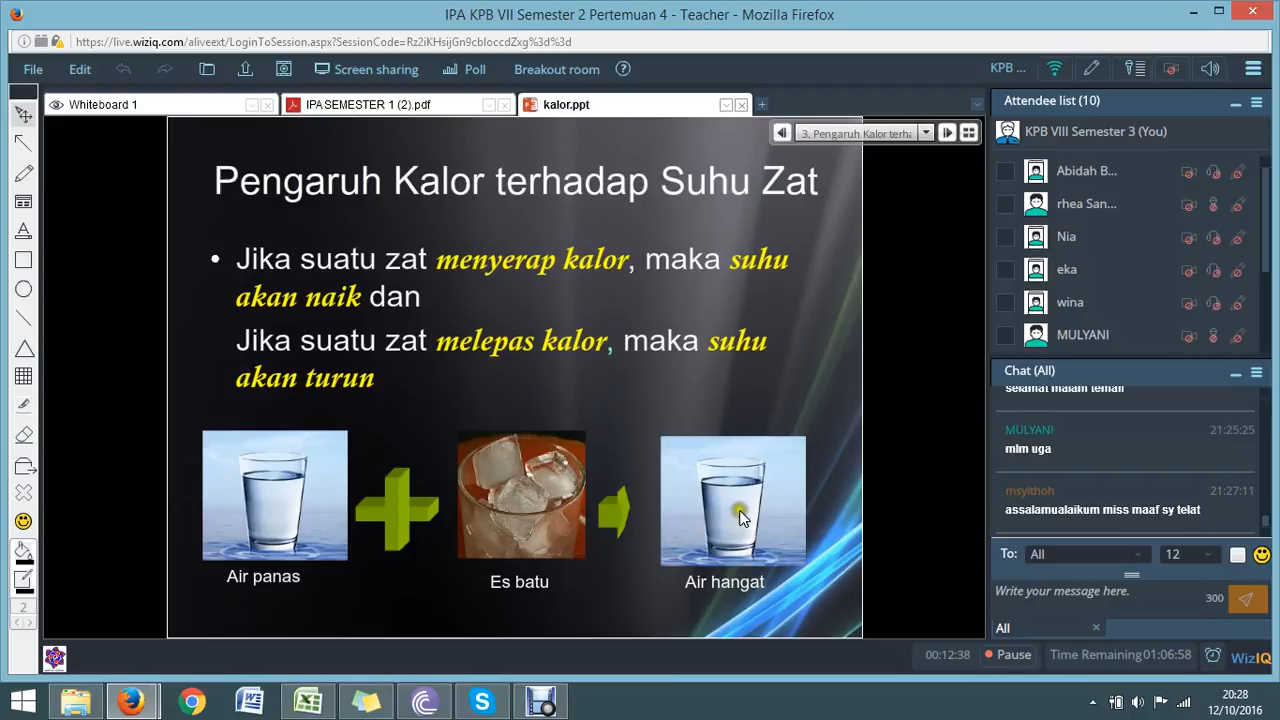 IPA KPB VII Semester 2 Pertemuan 4 - Teacher - Mozilla Firefox
https://live.wiziq.com/aliveext/LoginToSession.aspx?SessionCode=Rz2iKHsijGn9cbloccdZxg%3d%3d
File Edit Screen sharing Poll Breakout room KPB ...
Whiteboard 1 IPA SEMESTER 1 (2).pdf kalor.ppt
3. Pengaruh Kalor terha
Pengaruh Kalor terhadap Suhu Zat
• Jika suatu zat menyerap kalor, maka suhu
akan naik dan
Jika suatu zat melepas kalor, maka suhu
akan turun
Air panas
Es batu
Air hangat
2
Attendee list (10)
KPB VIII Semester 3 (You)
Abidah B...
rhea San...
Nia
eka
wina
MULYANI
Chat (All)
selamat malam teman
MULYANI 21:25:25
mlm uga
msyithoh 21:27:11
assalamualaikum miss maaf sy telat
To: All 12
Write your message here. 300
All
00:12:38 Pause Time Remaining 01:06:58 WizIQ
20:28
12/10/2016